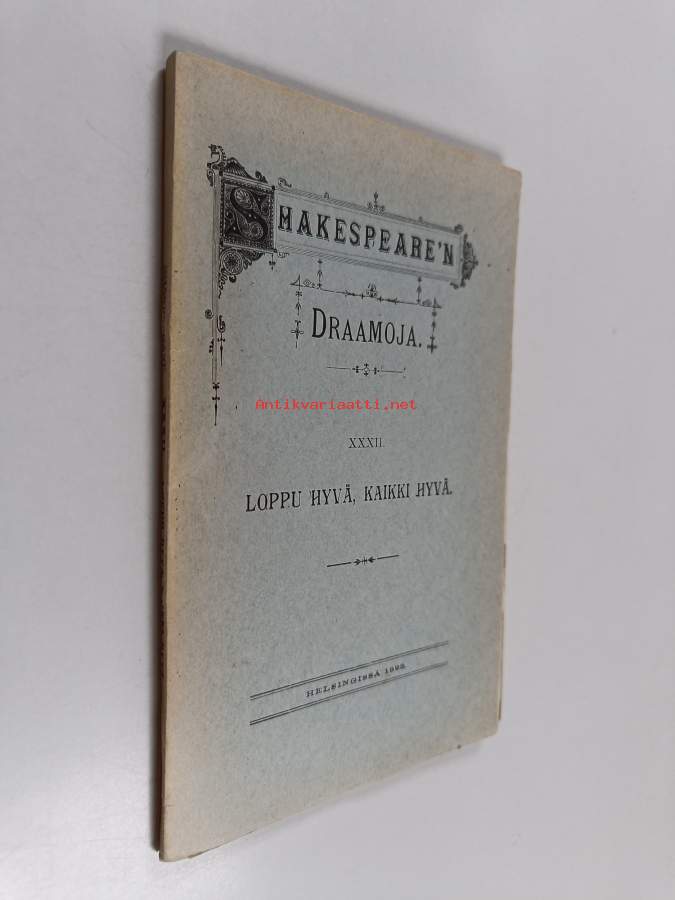 SHAKESPEARE'N
DRAAMOJA.
Antikvariaatti.net
XXXII.
LOPPU HYVÄ, KAIKKI HYVÄ.
HELSINGISSÄ